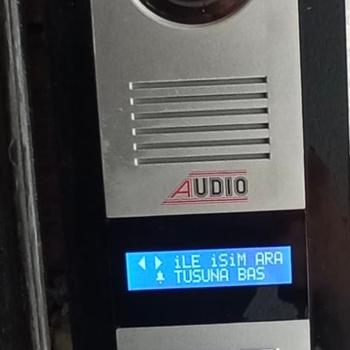 AUDIO
◄ ► iLE iSiM ARA
🔔 TUSUNA BAS